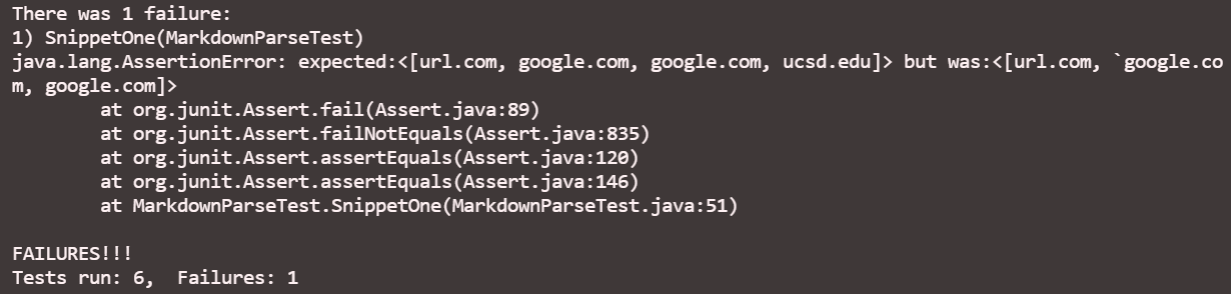 There was 1 failure:
1) SnippetOne(MarkdownParseTest)
java.lang.AssertionError: expected:<[url.com, google.com, google.com, ucsd.edu]> but was:<[url.com, `google.co
m, google.com]>
        at org.junit.Assert.fail(Assert.java:89)
        at org.junit.Assert.failNotEquals(Assert.java:835)
        at org.junit.Assert.assertEquals(Assert.java:120)
        at org.junit.Assert.assertEquals(Assert.java:146)
        at MarkdownParseTest.SnippetOne(MarkdownParseTest.java:51)
FAILURES!!!
Tests run: 6,  Failures: 1